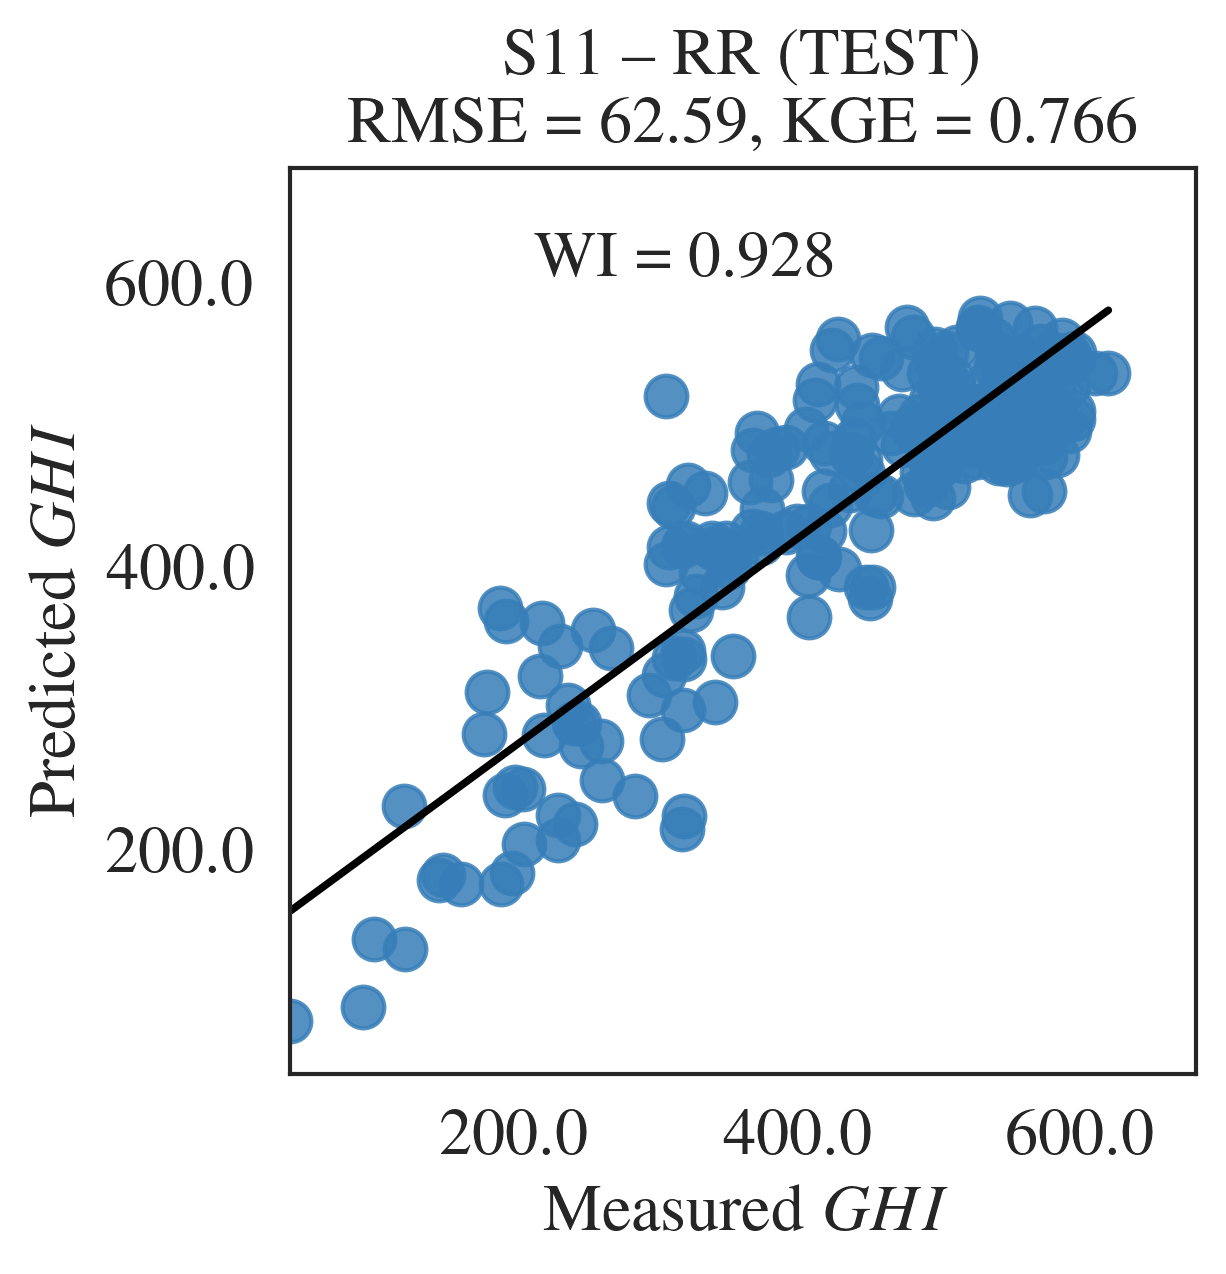 S11 – RR (TEST)
RMSE = 62.59, KGE = 0.766
WI = 0.928
600.0
400.0
200.0
Predicted GHI
200.0 400.0 600.0
Measured GHI